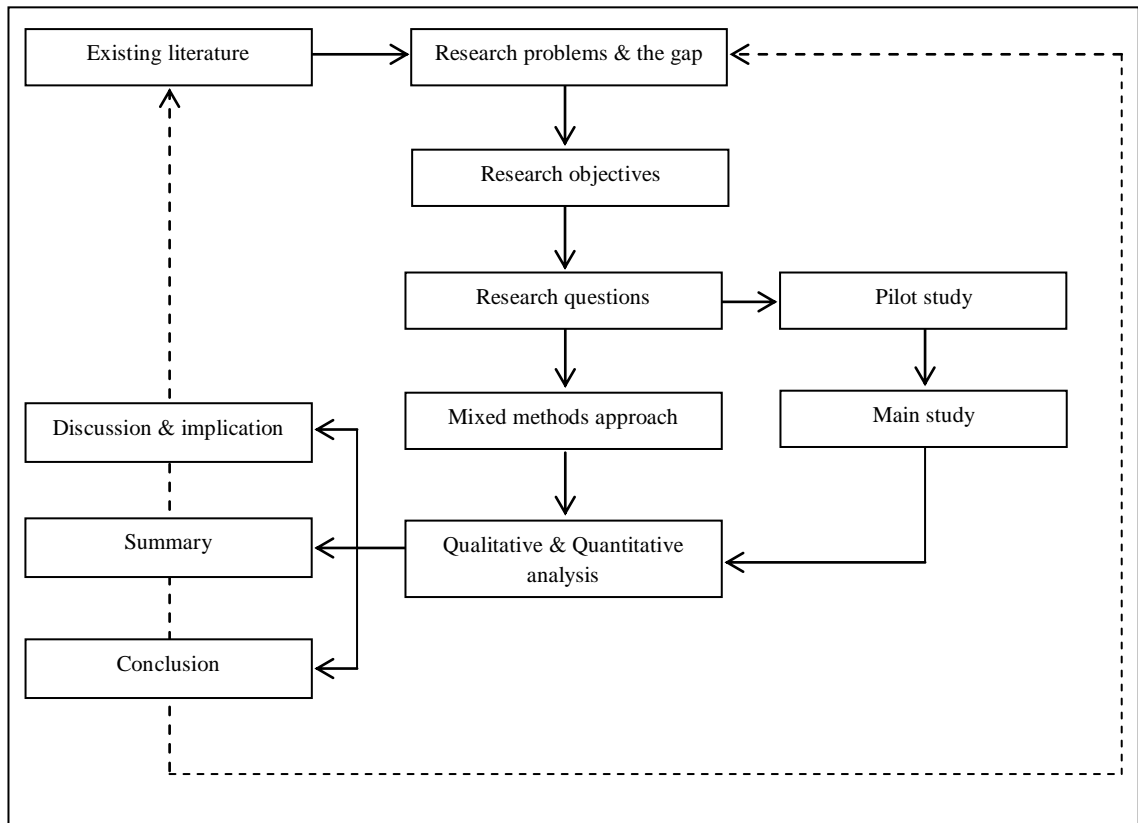 Existing literature
Research problems & the gap
Research objectives
Research questions
Pilot study
Mixed methods approach
Main study
Discussion & implication
Summary
Qualitative & Quantitative
analysis
Conclusion